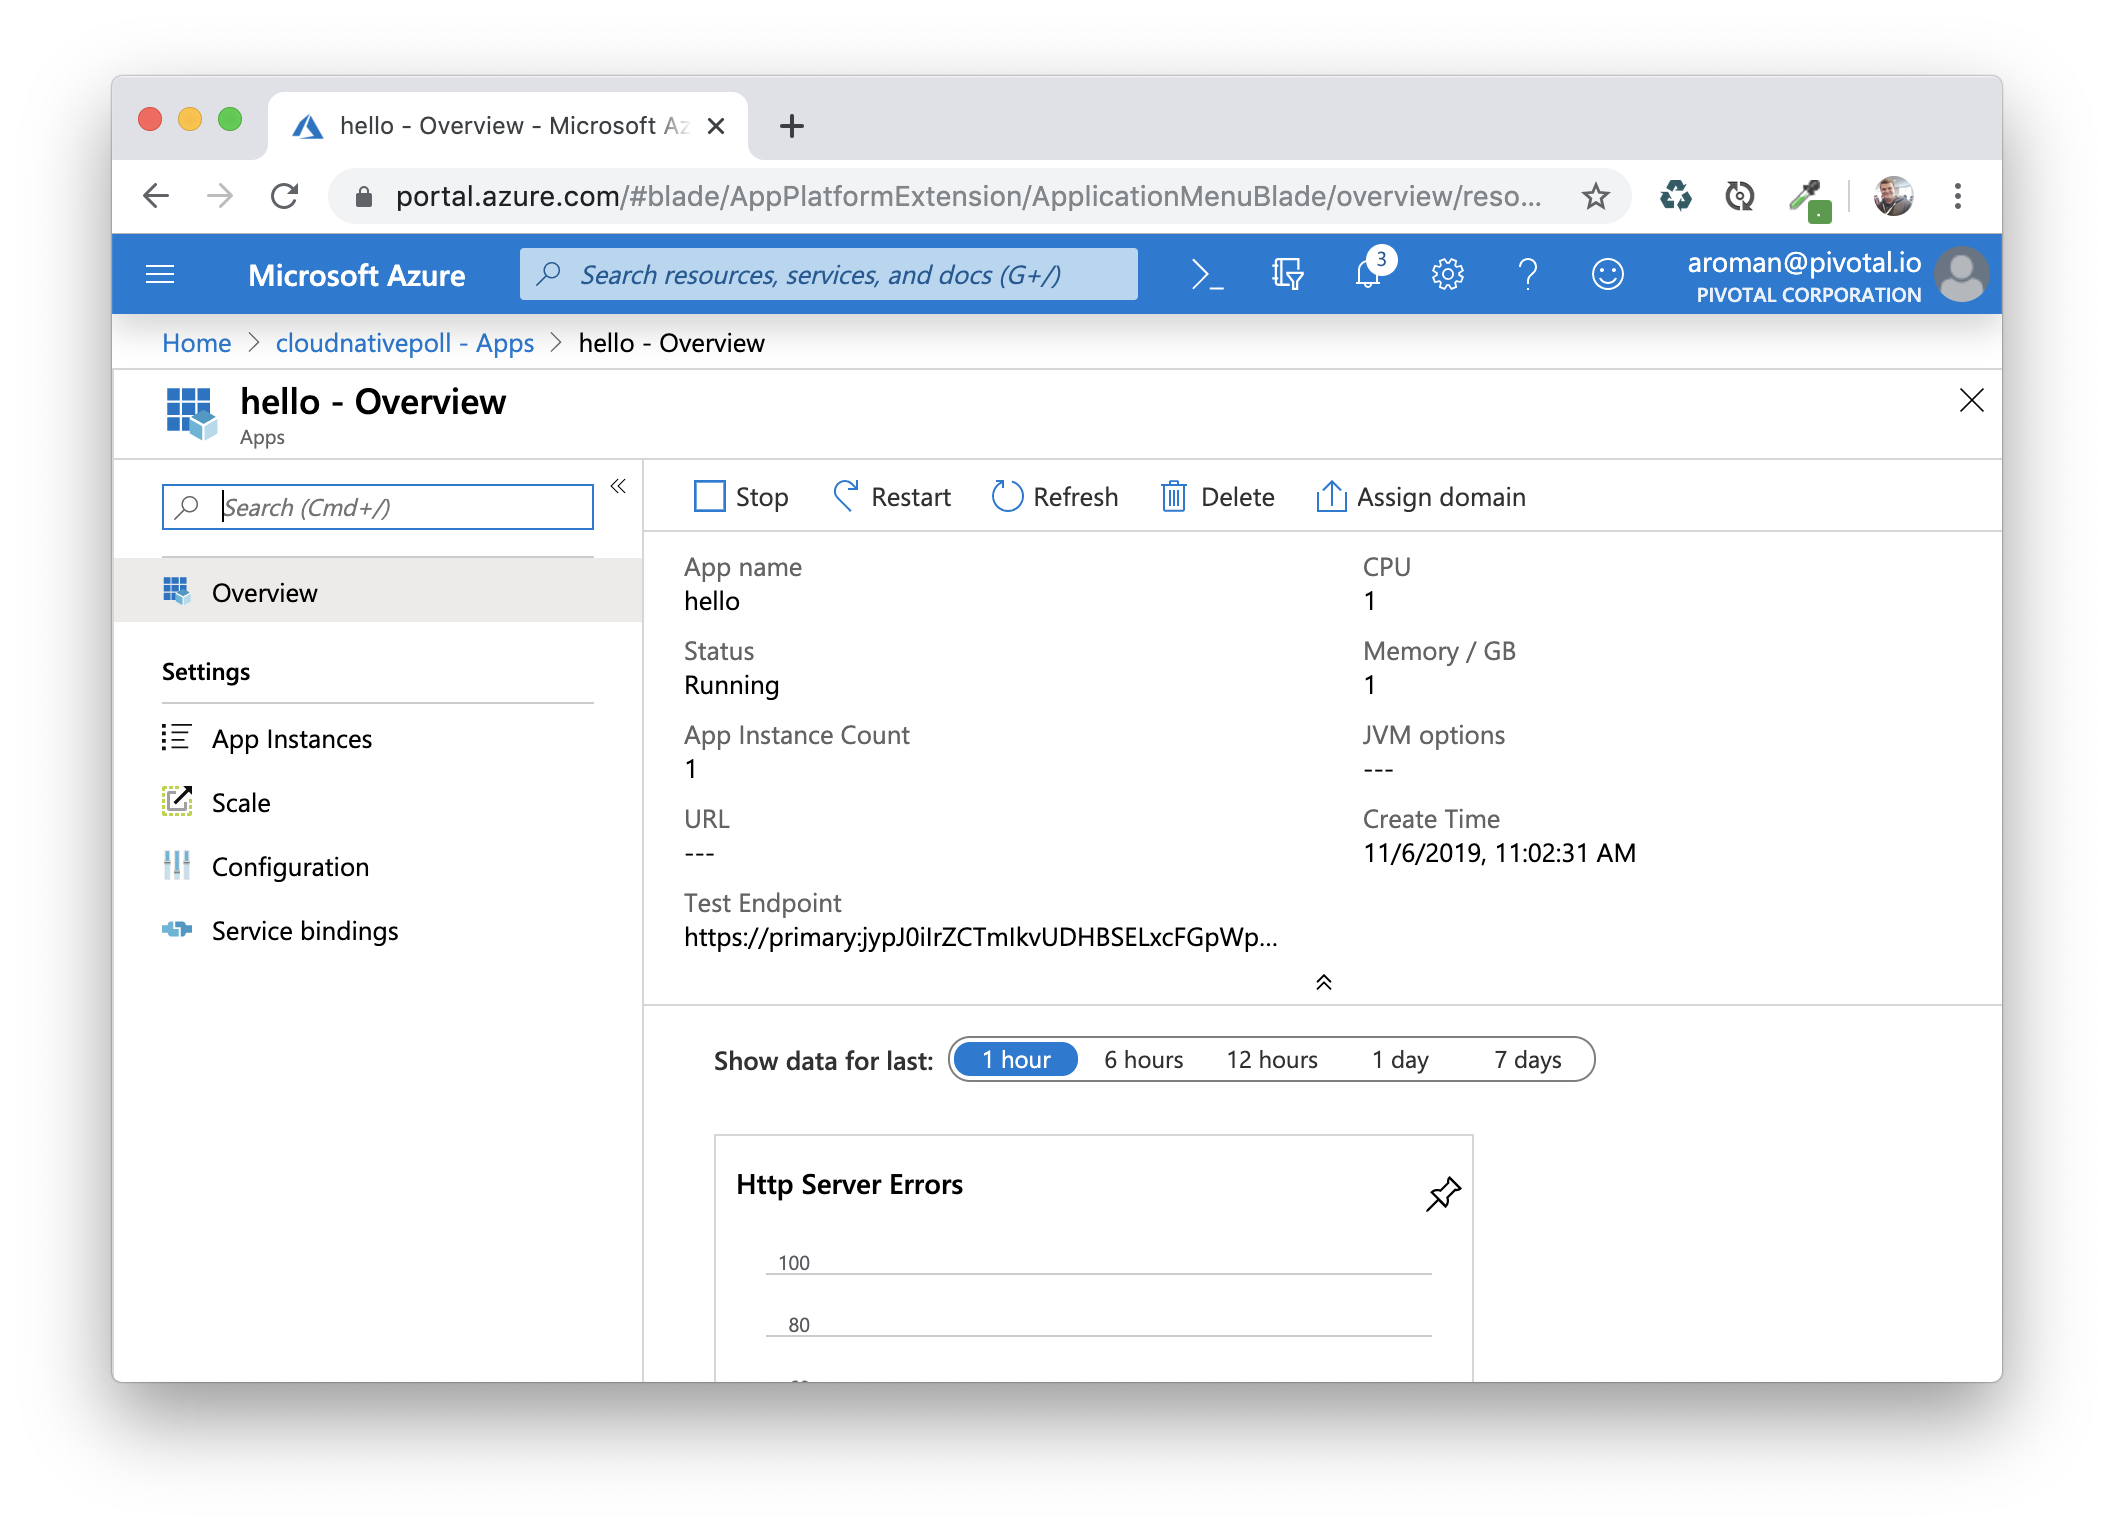 hello - Overview - Microsoft Az
portal.azure.com/#blade/AppPlatformExtension/ApplicationMenuBlade/overview/reso...
Microsoft Azure
Search resources, services, and docs (G+/)
3
aroman@pivotal.io
PIVOTAL CORPORATION
Home > cloudnativepoll - Apps > hello - Overview
hello - Overview
Apps
Search (Cmd+/)
Overview
Settings
App Instances
Scale
Configuration
Service bindings
Stop Restart Refresh Delete Assign domain
App name
hello
Status
Running
App Instance Count
1
URL
---
Test Endpoint
https://primary:jypJ0iIrZCTmIkvUDHBSELxcFGpWp...
CPU
1
Memory / GB
1
JVM options
---
Create Time
11/6/2019, 11:02:31 AM
Show data for last: 1 hour 6 hours 12 hours 1 day 7 days
Http Server Errors
100
80